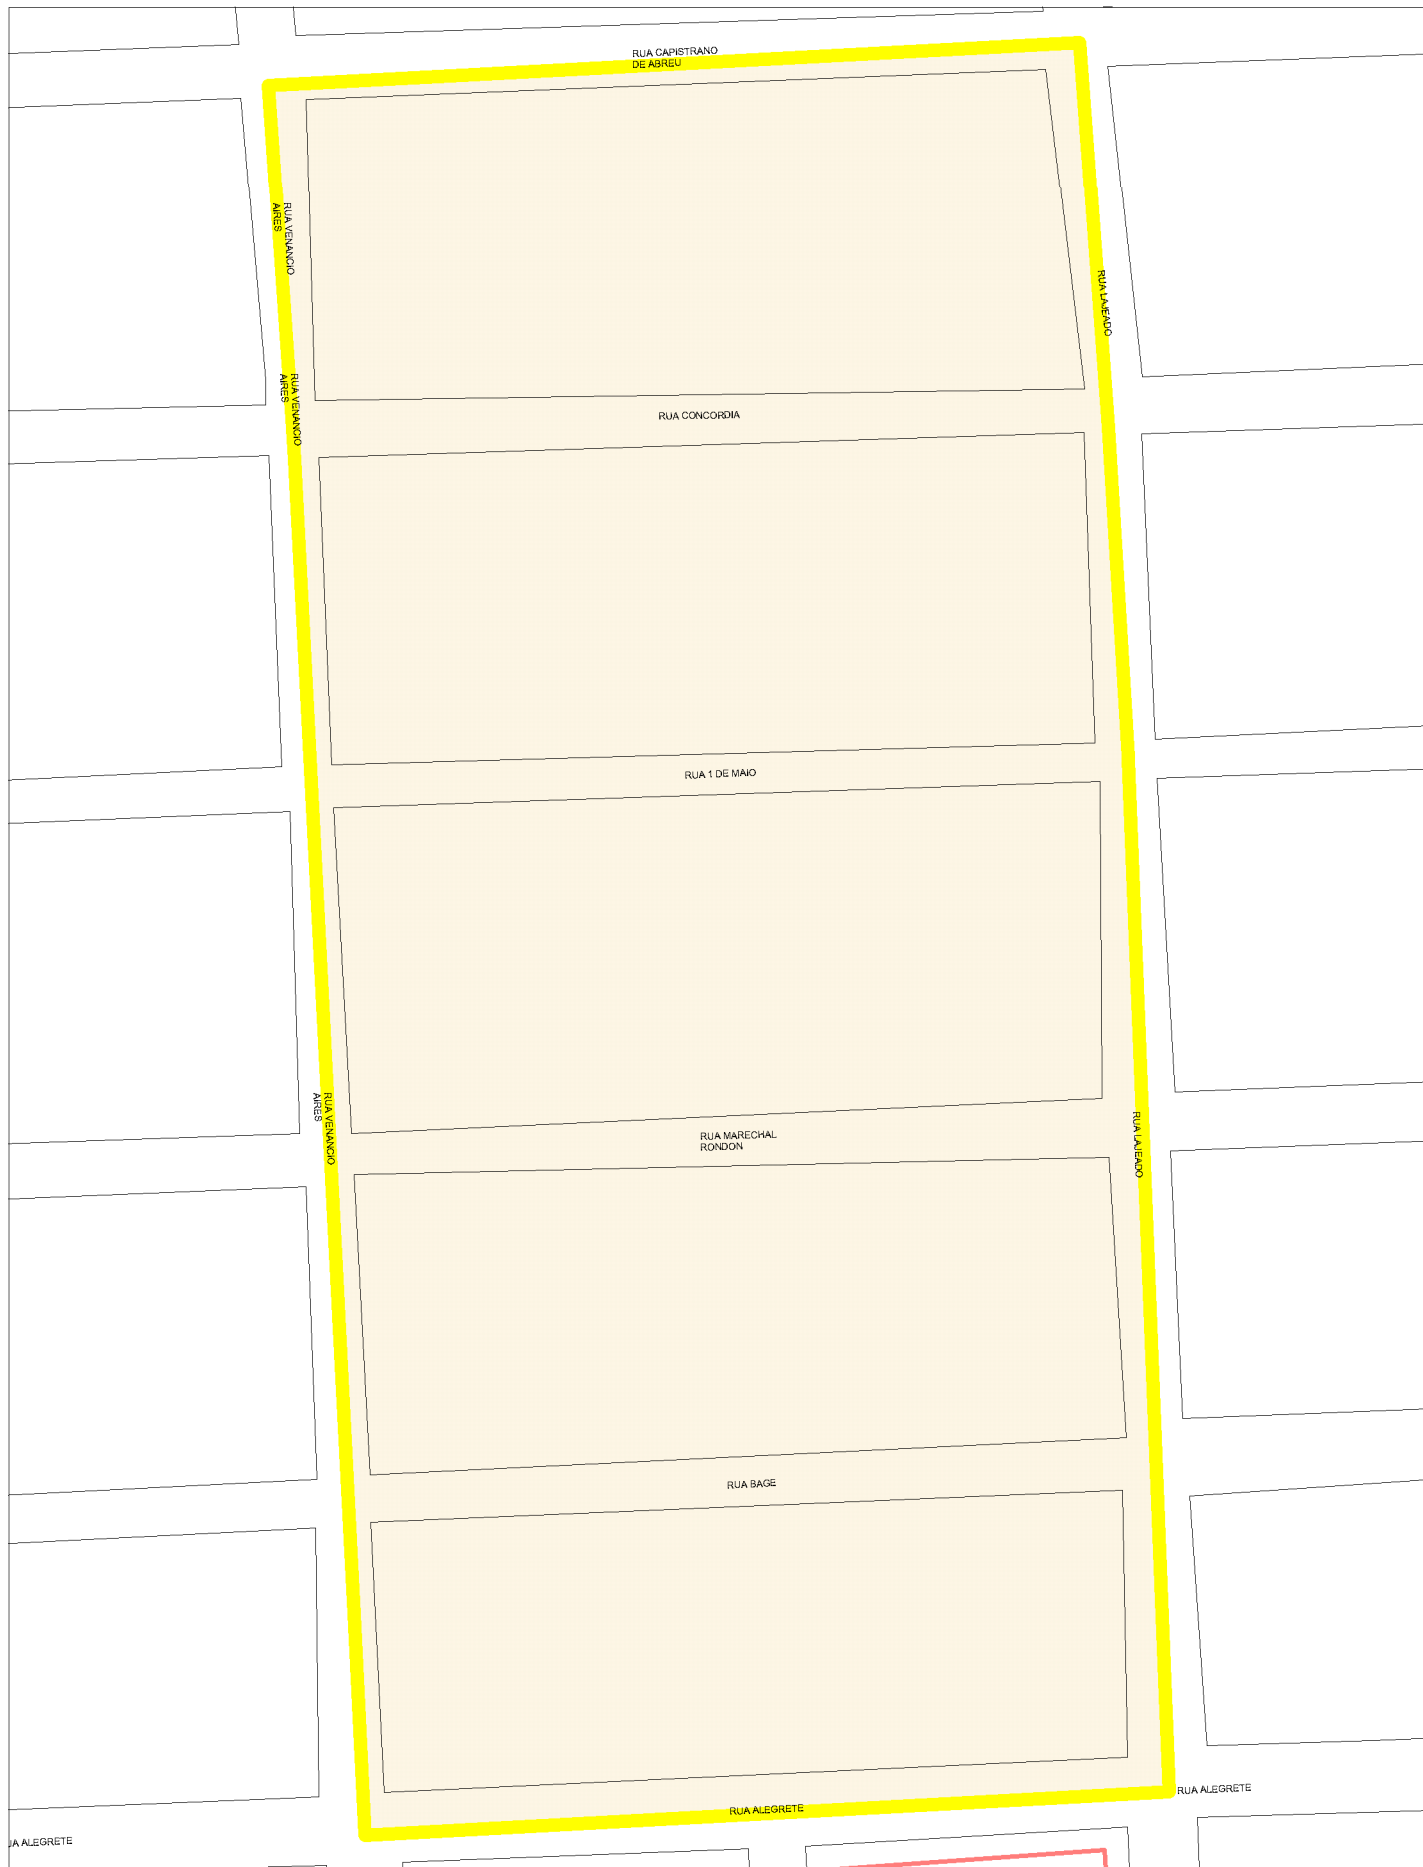 RUA CAPISTRANO
DE ABREU
RUA VENANCIO
AIRES
RUA LAJEADO
RUA VENANCIO
AIRES
RUA CONCORDIA
RUA 1 DE MAIO
RUA VENANCIO
AIRES
RUA MARECHAL
RONDON
RUA LAJEADO
RUA BAGE
RUA ALEGRETE
RUA ALEGRETE
UA ALEGRETE